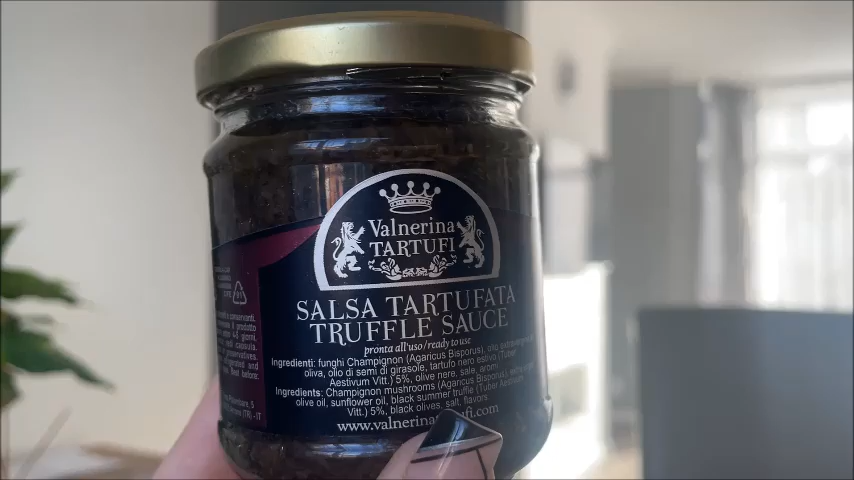 Valnerina
TARTUFI
SALSA TARTUFATA
TRUFFLE SAUCE
pronta all'uso/ready to use
Ingredienti: funghi Champignon (Agaricus Bisporus), olio
oliva, olio di semi di girasole, tartufo nero estivo (Tuber
Aestivum Vitt.) 5%, olive nere, sale, aromi
Ingredients: Champignon mushrooms (Agaricus Bisporus),
olive oil, sunflower oil, black summer truffle (Tuber Aestivum
Vitt.) 5%, black olives, salt, flavors
www.valnerina
.com